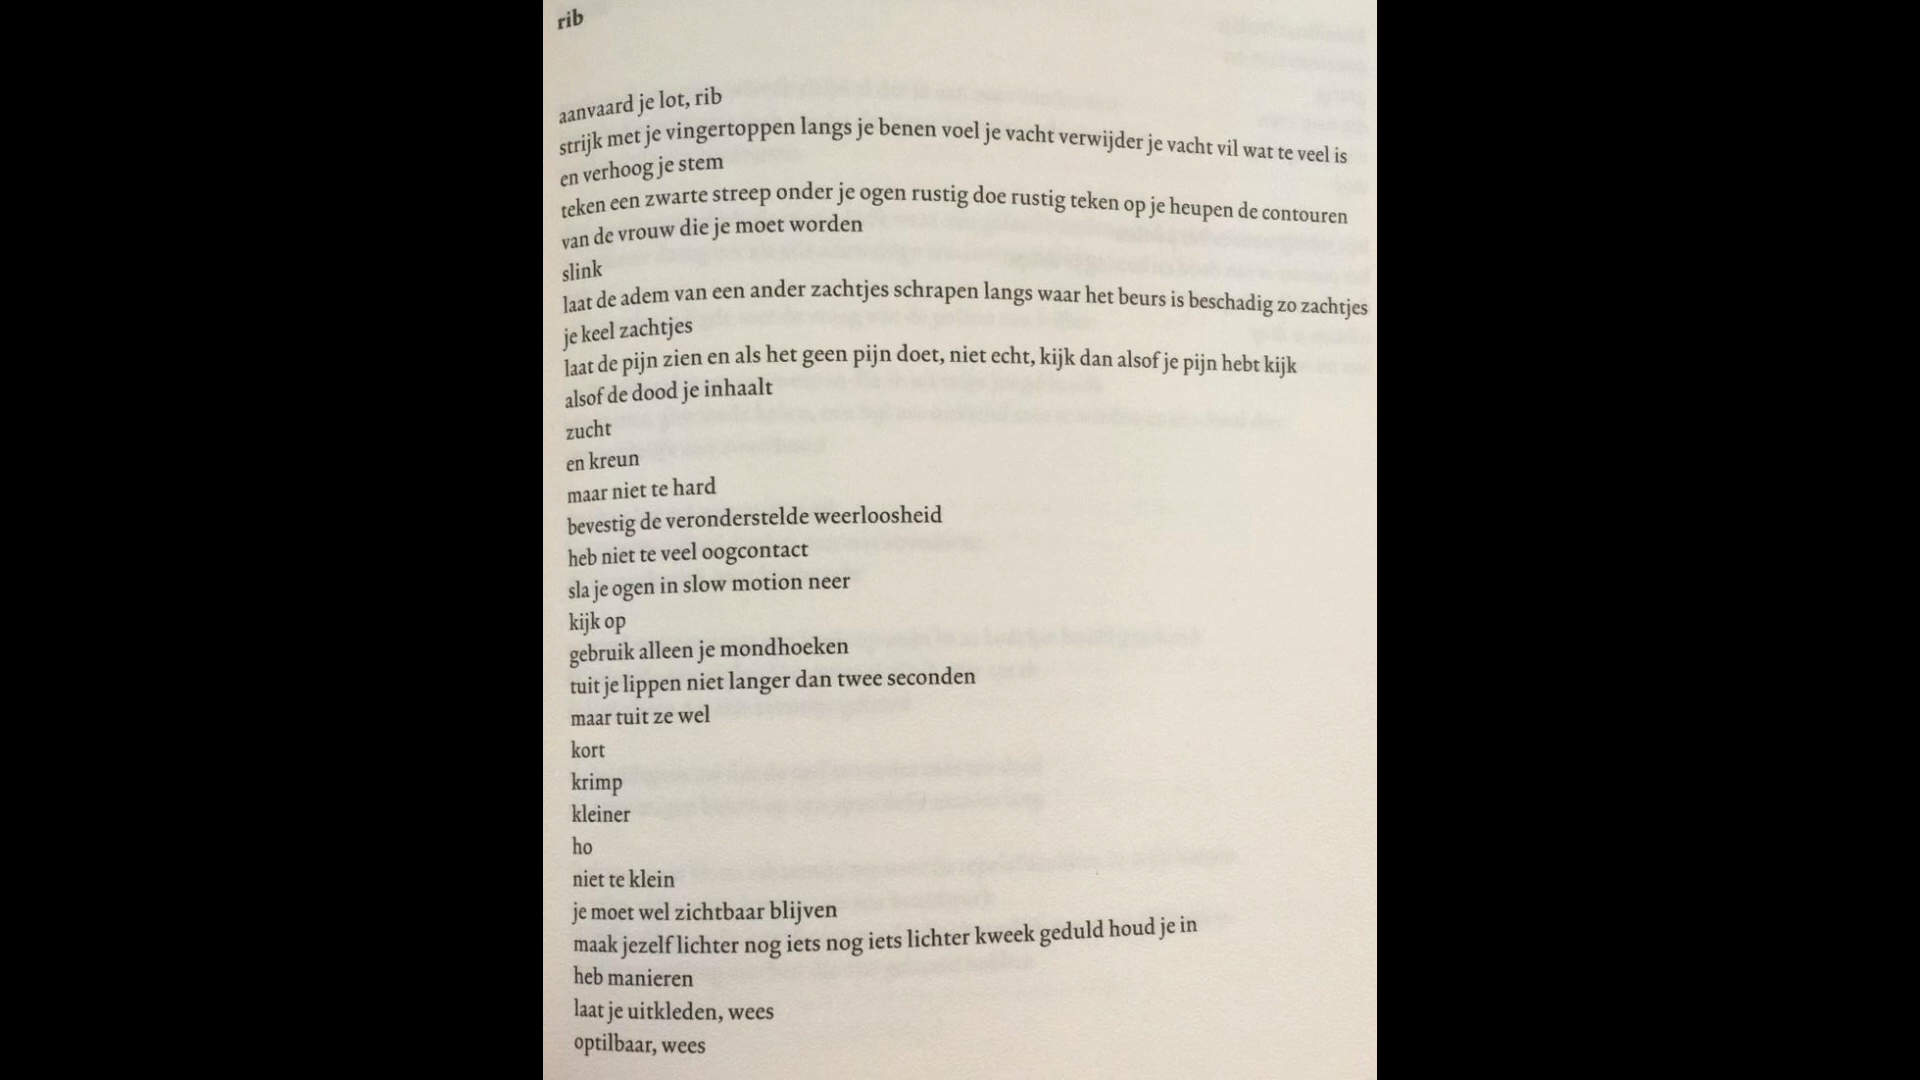 rib
aanvaard je lot, rib
strijk met je vingertoppen langs je benen voel je vacht verwijder je vacht vil wat te veel is
en verhoog je stem
teken een zwarte streep onder je ogen rustig doe rustig teken op je heupen de contouren
van de vrouw die je moet worden
slink
laat de adem van een ander zachtjes schrapen langs waar het beurs is beschadig zo zachtjes
je keel zachtjes
laat de pijn zien en als het geen pijn doet, niet echt, kijk dan alsof je pijn hebt kijk
alsof de dood je inhaalt
zucht
en kreun
maar niet te hard
bevestig de veronderstelde weerloosheid
heb niet te veel oogcontact
sla je ogen in slow motion neer
kijk op
gebruik alleen je mondhoeken
tuit je lippen niet langer dan twee seconden
maar tuit ze wel
kort
krimp
kleiner
ho
niet te klein
je moet wel zichtbaar blijven
maak jezelf lichter nog iets nog iets lichter kweek geduld houd je in
heb manieren
laat je uitkleden, wees
optilbaar, wees